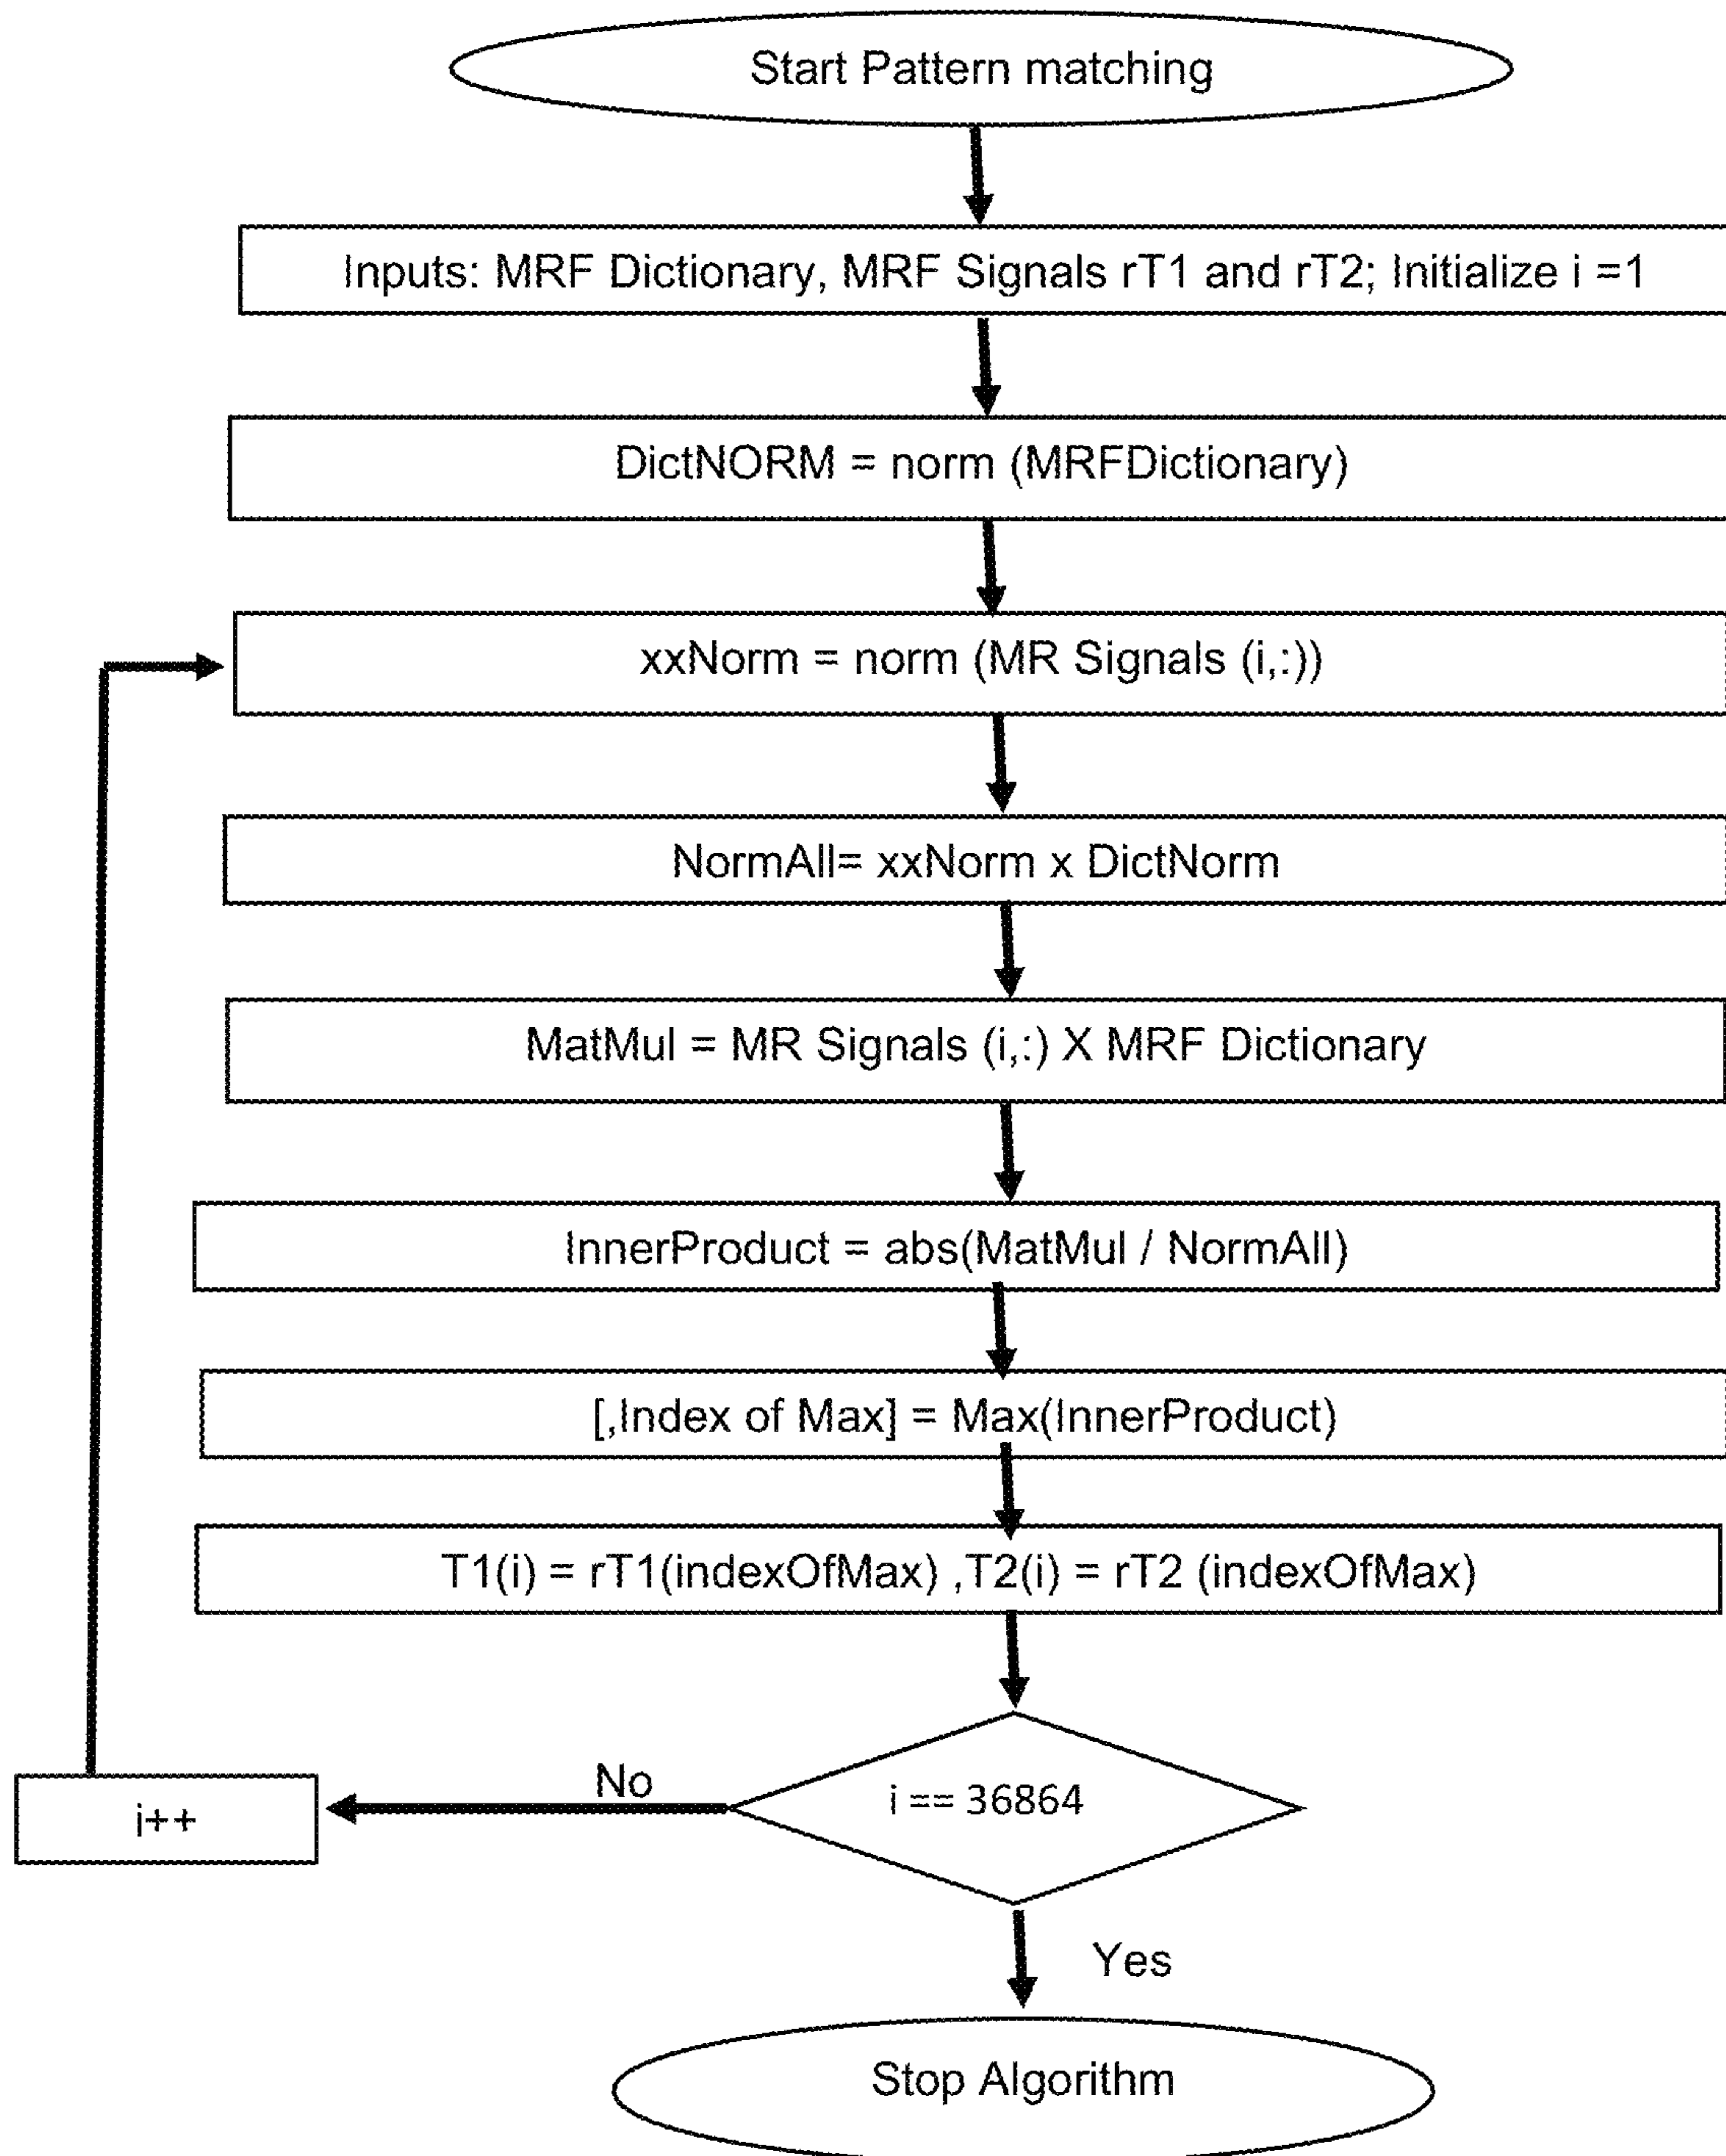 Start Pattern matching
Inputs: MRF Dictionary, MRF Signals rT1 and rT2; Initialize i =1
DictNORM = norm (MRFDictionary)
xxNorm = norm (MR Signals (i,:))
NormAll= xxNorm x DictNorm
MatMul = MR Signals (i,:) X MRF Dictionary
InnerProduct = abs(MatMul / NormAll)
[,Index of Max] = Max(InnerProduct)
T1(i) = rT1(indexOfMax) ,T2(i) = rT2 (indexOfMax)
No
i == 36864
i++
Yes
Stop Algorithm